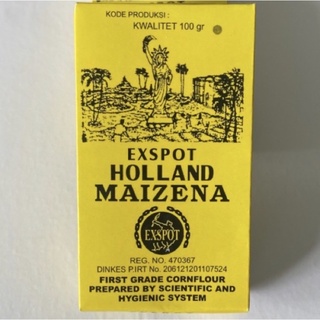 KODE PRODUKSI :
KWALITET 100 gr
EXSPOT
HOLLAND
MAIZENA
EXSPOT
REG. NO. 470367
DINKES P.IRT No. 206121201107524
FIRST GRADE CORNFLOUR
PREPARED BY SCIENTIFIC AND
HYGIENIC SYSTEM